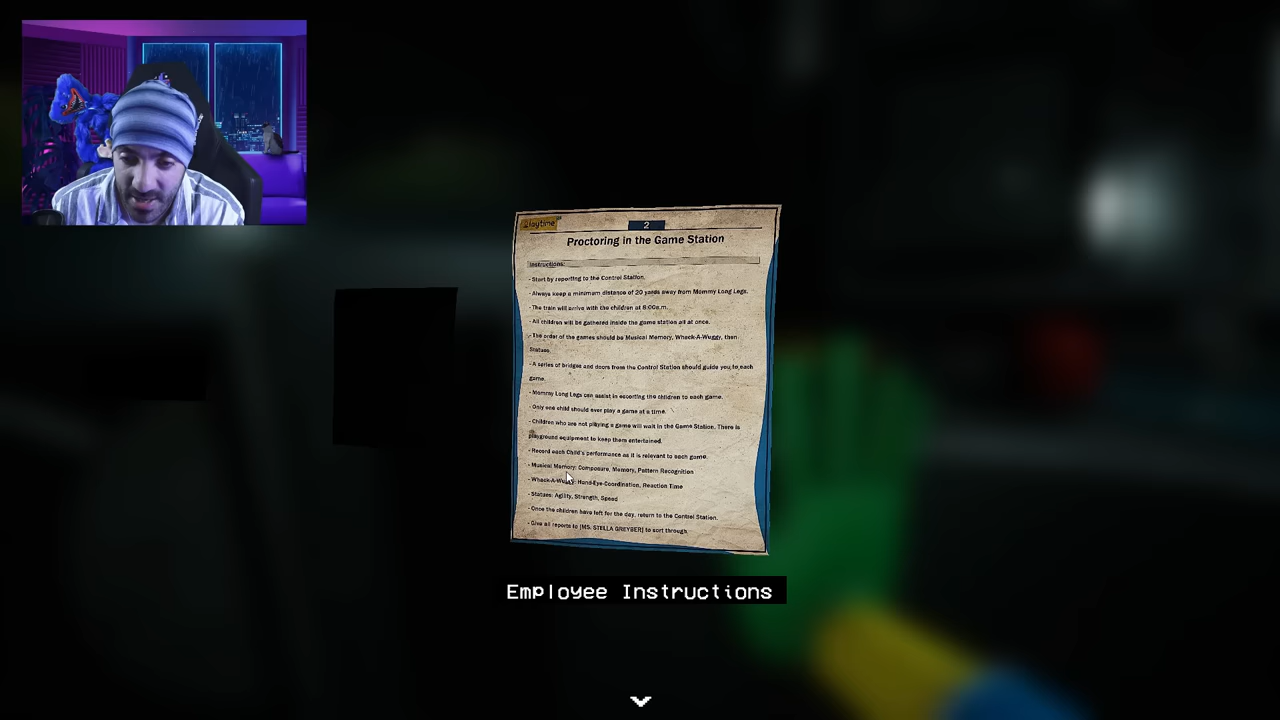 Playtime
2
Proctoring in the Game Station
Instructions:
- Start by reporting to the Control Station.
- Always keep a minimum distance of 20 yards away from Mommy Long Legs.
- The train will arrive with the children at 8:00a.m.
- All children will be gathered inside the game station all at once.
- The order of the games should be Musical Memory, Whack-A-Wuggy, then
Statues.
- A series of bridges and doors from the Control Station should guide you to each
game.
- Mommy Long Legs can assist in escorting the children to each game.
- Only one child should ever play a game at a time.
- Children who are not playing a game will wait in the Game Station. There is
playground equipment to keep them entertained.
- Record each Child's performance as it is relevant to each game.
- Musical Memory: Composure, Memory, Pattern Recognition
- Whack-A-Wuggy: Hand-Eye-Coordination, Reaction Time
- Statues: Agility, Strength, Speed
- Once the children have left for the day, return to the Control Station.
- Give all reports to [MS. STELLA GREYBER] to sort through.
Employee Instructions